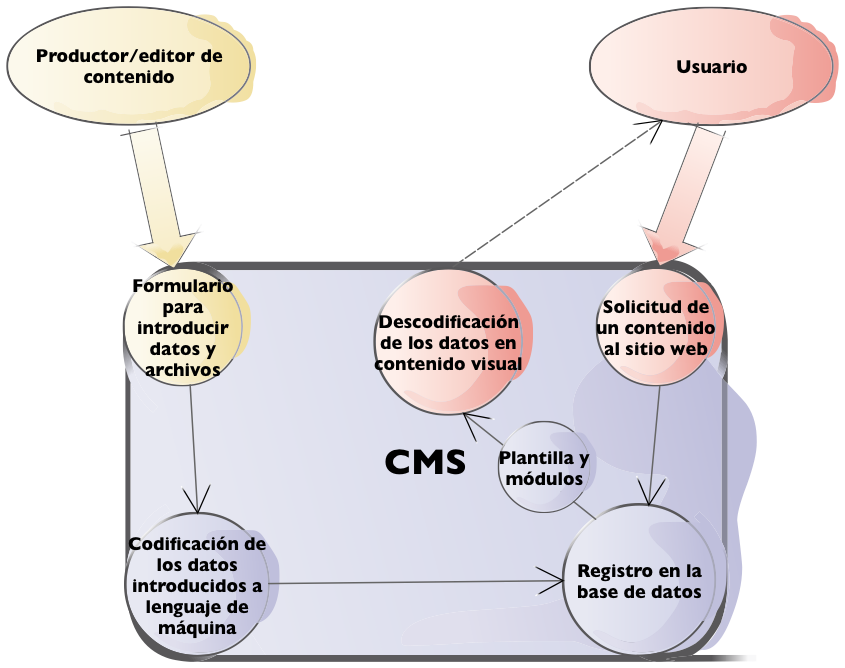 Productor/editor de
contenido
Usuario
Formulario
para
introducir
datos y
archivos
Descodificación
de los datos en
contenido visual
Solicitud de
un contenido
al sitio web
CMS
Plantilla y
módulos
Codificación de
los datos
introducidos a
lenguaje de
máquina
Registro en la
base de datos